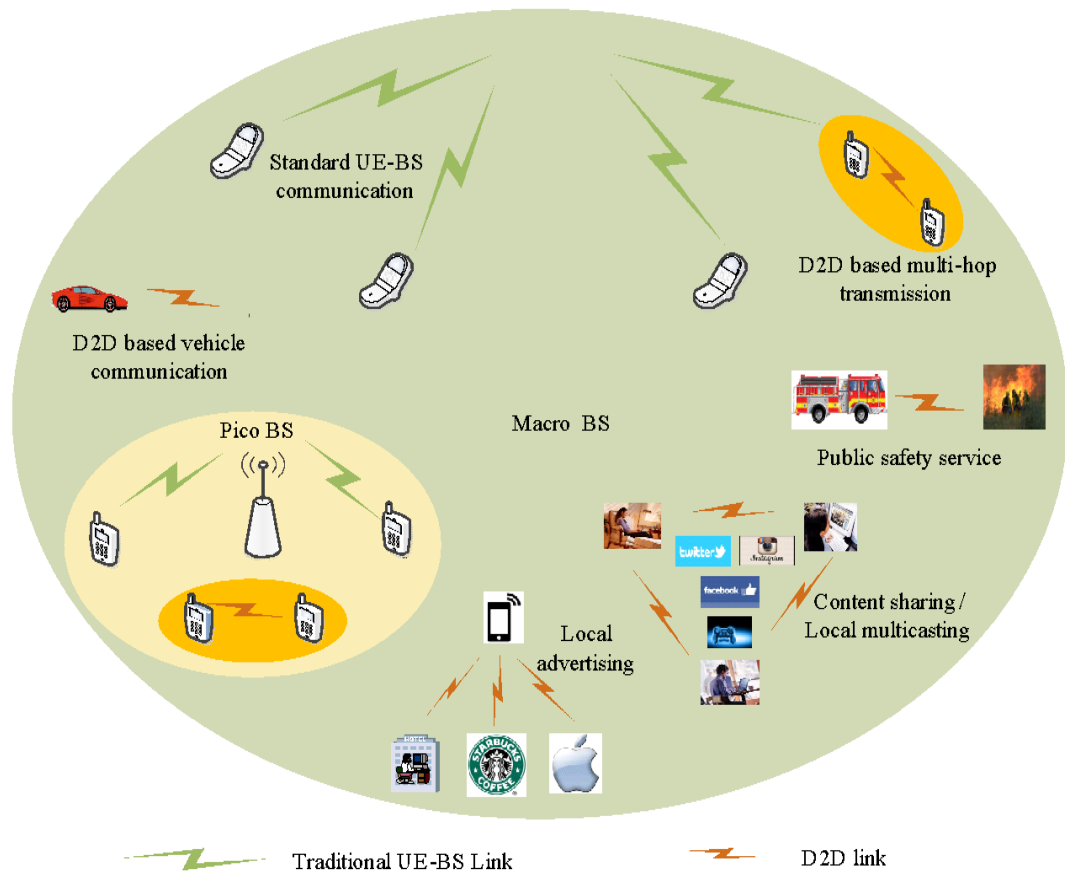 Standard UE-BS
communication
D2D based multi-hop
transmission
D2D based vehicle
communication
Macro BS
Public safety service
Pico BS
twitter
Instagram
facebook
Content sharing /
Local multicasting
Local
advertising
HOTEL
STARBUCKS
COFFEE
Traditional UE-BS Link
D2D link